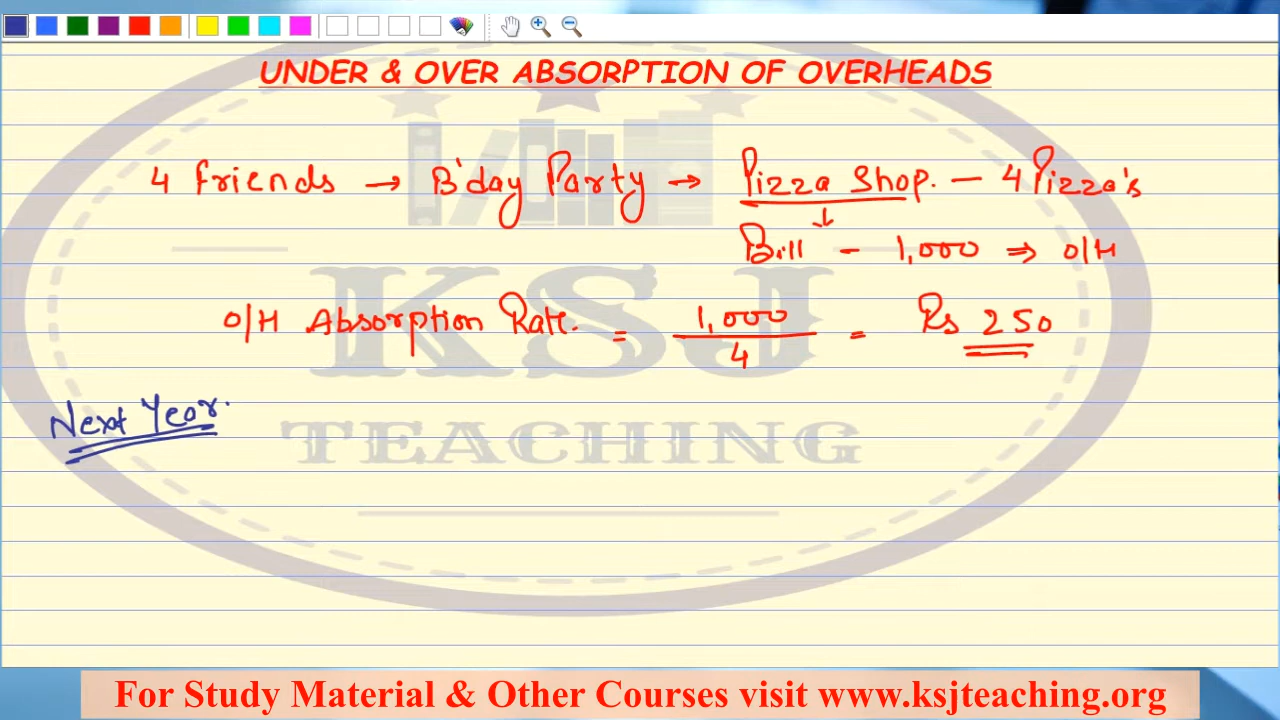 UNDER & OVER ABSORPTION OF OVERHEADS
4 friends → B'day Party → Pizza Shop. — 4 Pizza's
↓
Bill – 1,000 ⇒ O/H
O/H Absorption Rate. = 1,000 / 4 = Rs 250
Next Year.
KSJ
TEACHING
For Study Material & Other Courses visit www.ksjteaching.org